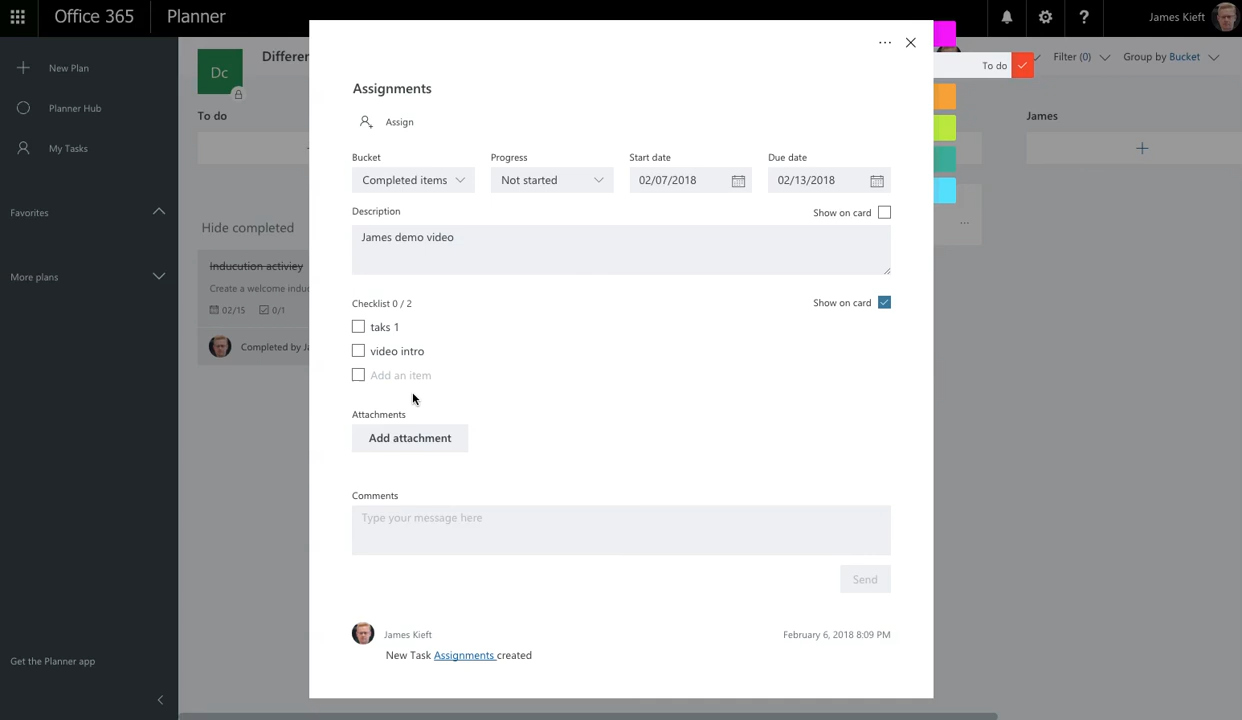 Office 365
Planner
James Kieft
New Plan
Planner Hub
My Tasks
Favorites
More plans
Get the Planner app
Dc
Differen
Filter (0)
Group by Bucket
To do
James
Hide completed
Inducution activiey
Create a welcome induc
02/15
0/1
Completed by Ja
To do
Assignments
Assign
Bucket
Progress
Start date
Due date
Completed items
Not started
02/07/2018
02/13/2018
Description
Show on card
James demo video
Checklist 0 / 2
Show on card
taks 1
video intro
Add an item
Attachments
Add attachment
Comments
Type your message here
Send
James Kieft
February 6, 2018 8:09 PM
New Task Assignments created